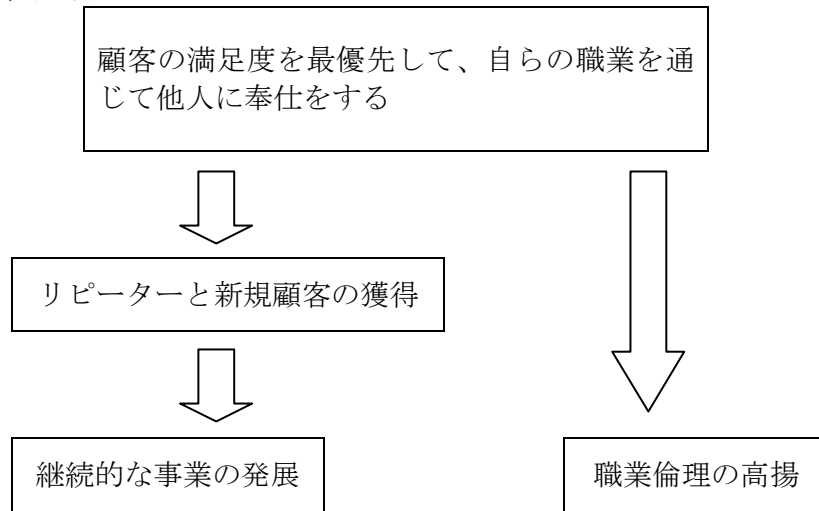 顧客の満足度を最優先して、自らの職業を通
じて他人に奉仕をする
リピーターと新規顧客の獲得
継続的な事業の発展
職業倫理の高揚